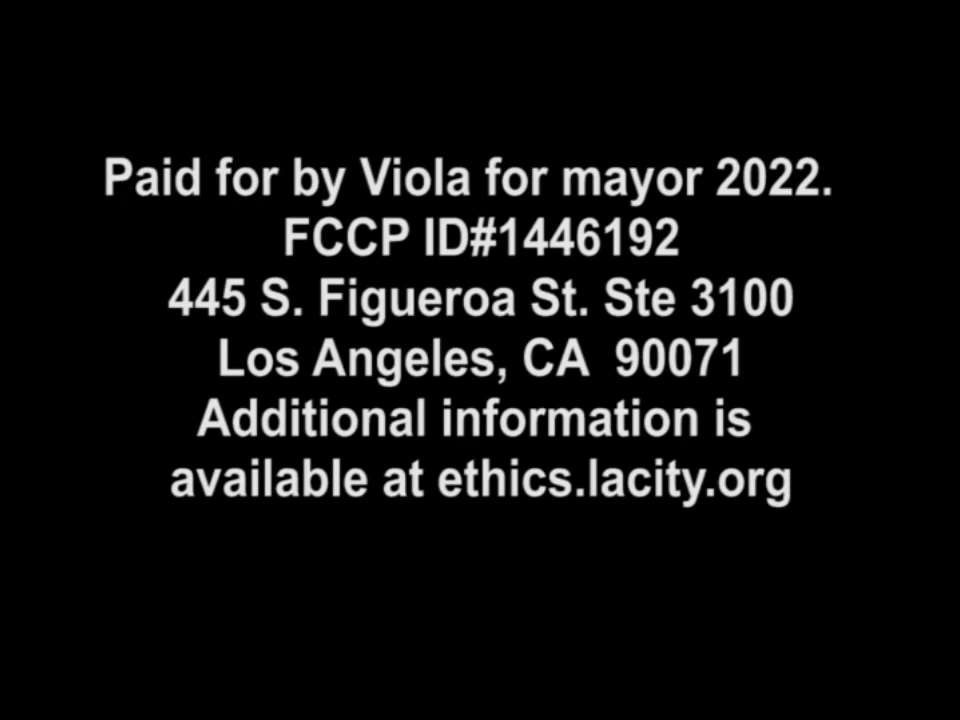 Paid for by Viola for mayor 2022.
FCCP ID#1446192
445 S. Figueroa St. Ste 3100
Los Angeles, CA  90071
Additional information is
available at ethics.lacity.org